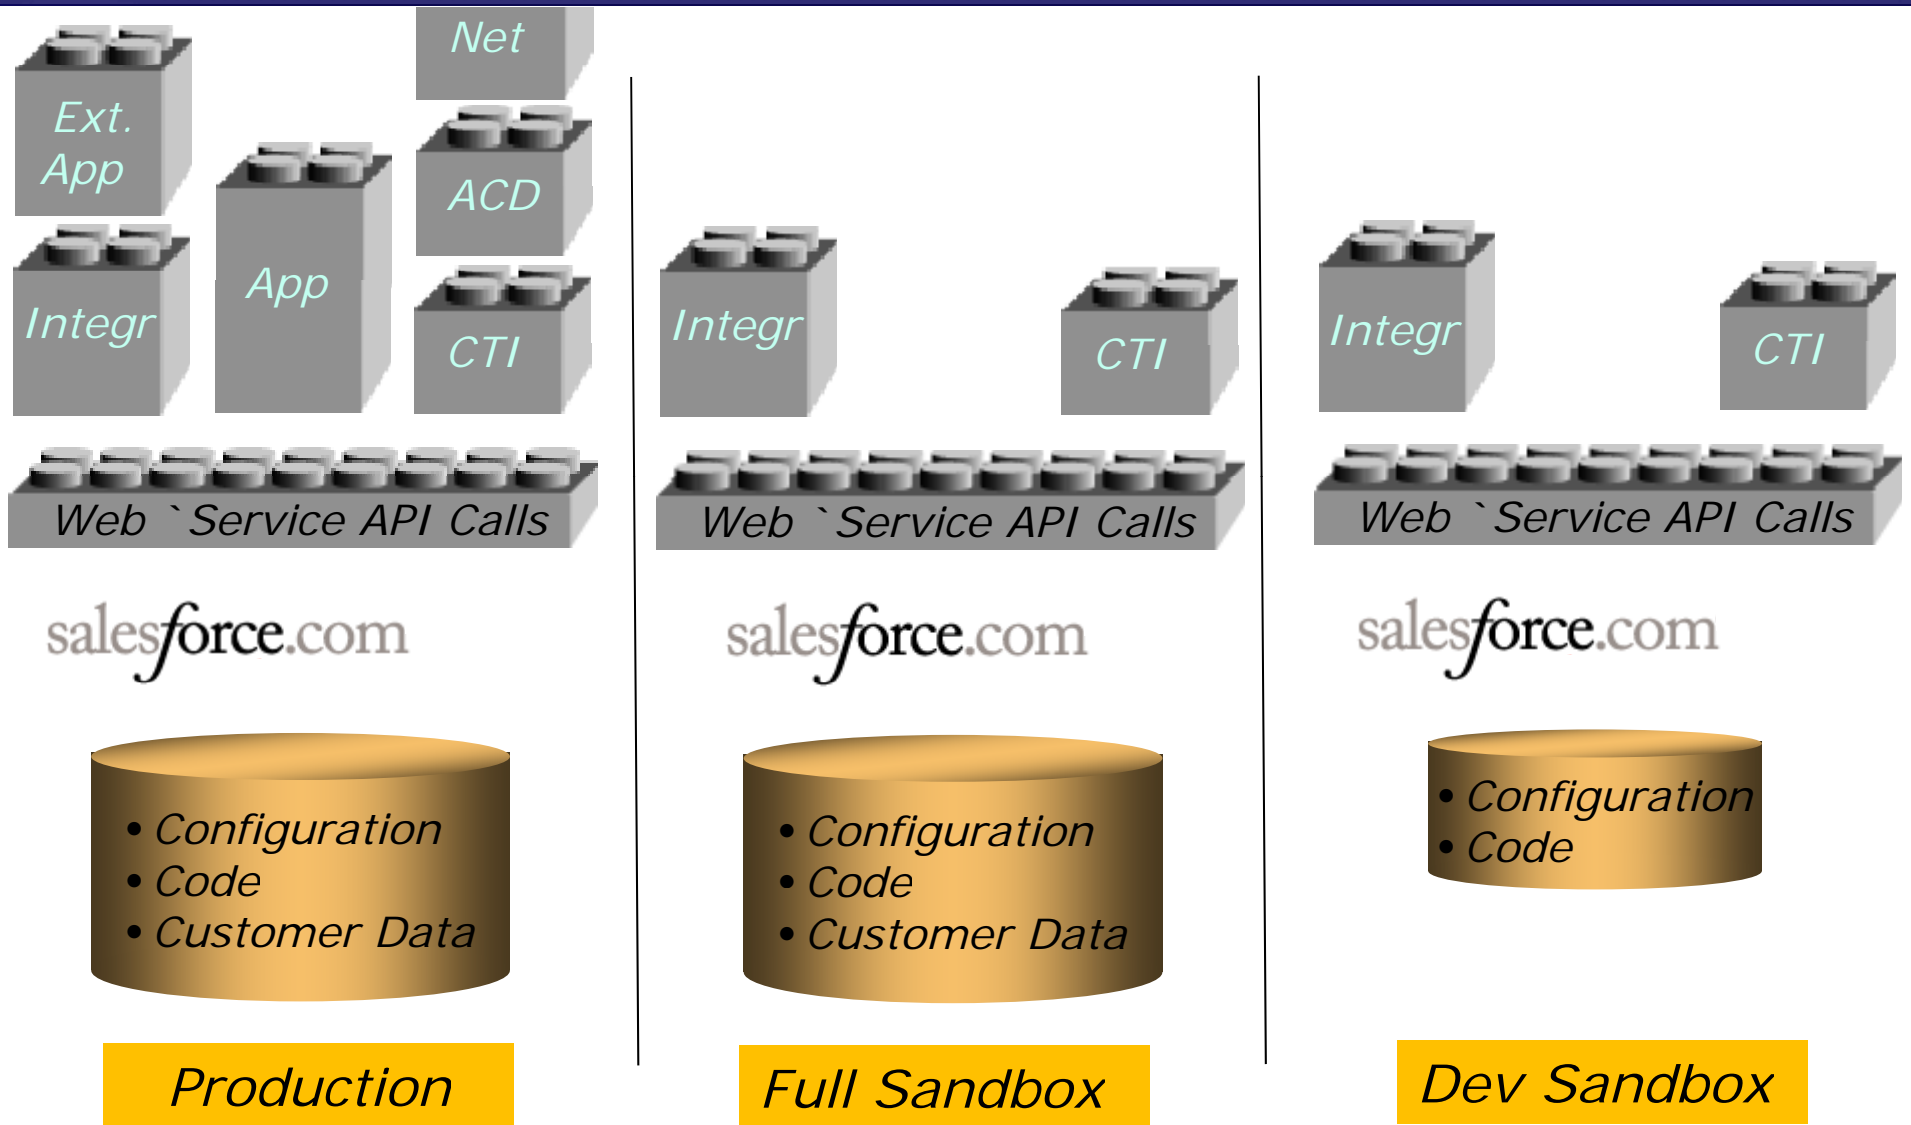 Net
Ext.
App
ACD
App
Integr
CTI
Web `Service API Calls
salesforce.com
• Configuration
• Code
• Customer Data
Production
Integr
CTI
Web `Service API Calls
salesforce.com
• Configuration
• Code
• Customer Data
Full Sandbox
Integr
CTI
Web `Service API Calls
salesforce.com
• Configuration
• Code
Dev Sandbox